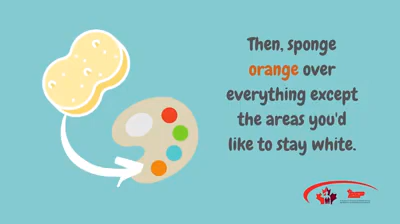 Then, sponge
orange over
everything except
the areas you'd
like to stay white.